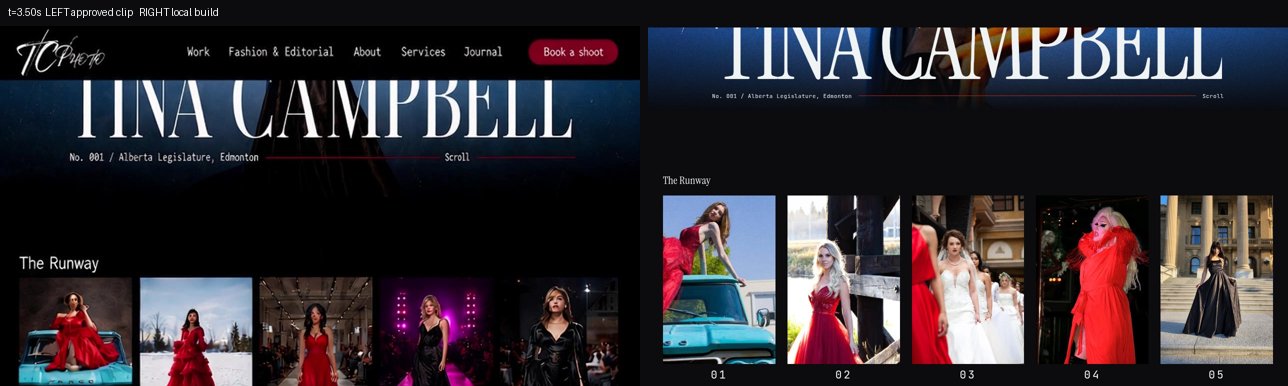 t=3.50s LEFT approved clip RIGHT local build
TCPhoto
Work Fashion & Editorial About Services Journal Book a shoot
TINA CAMPBELL
No. 001 / Alberta Legislature, Edmonton Scroll
The Runway
TINA CAMPBELL
No. 001 / Alberta Legislature, Edmonton Scroll
The Runway
01 02 03 04 05